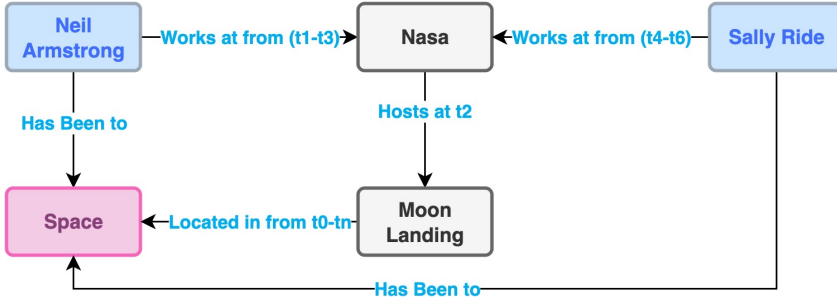 Neil
Armstrong
Works at from (t1-t3)
Nasa
Works at from (t4-t6)
Sally Ride
Has Been to
Hosts at t2
Space
Located in from t0-tn
Moon
Landing
Has Been to